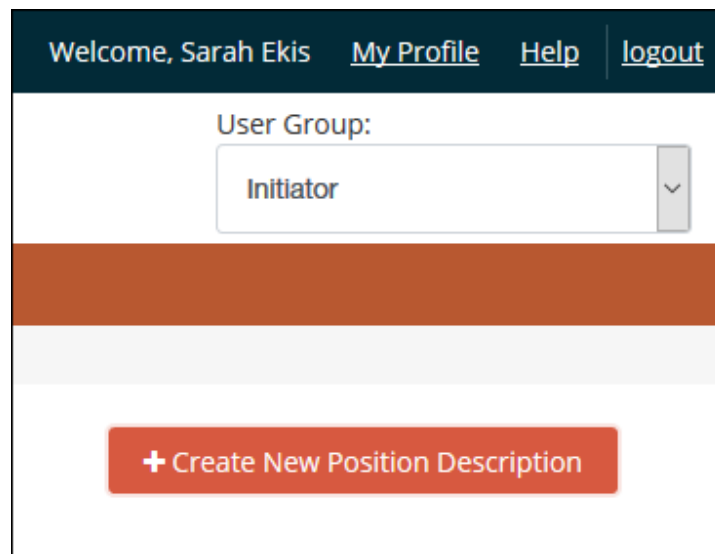 Welcome, Sarah Ekis My Profile Help logout
User Group:
Initiator
+ Create New Position Description